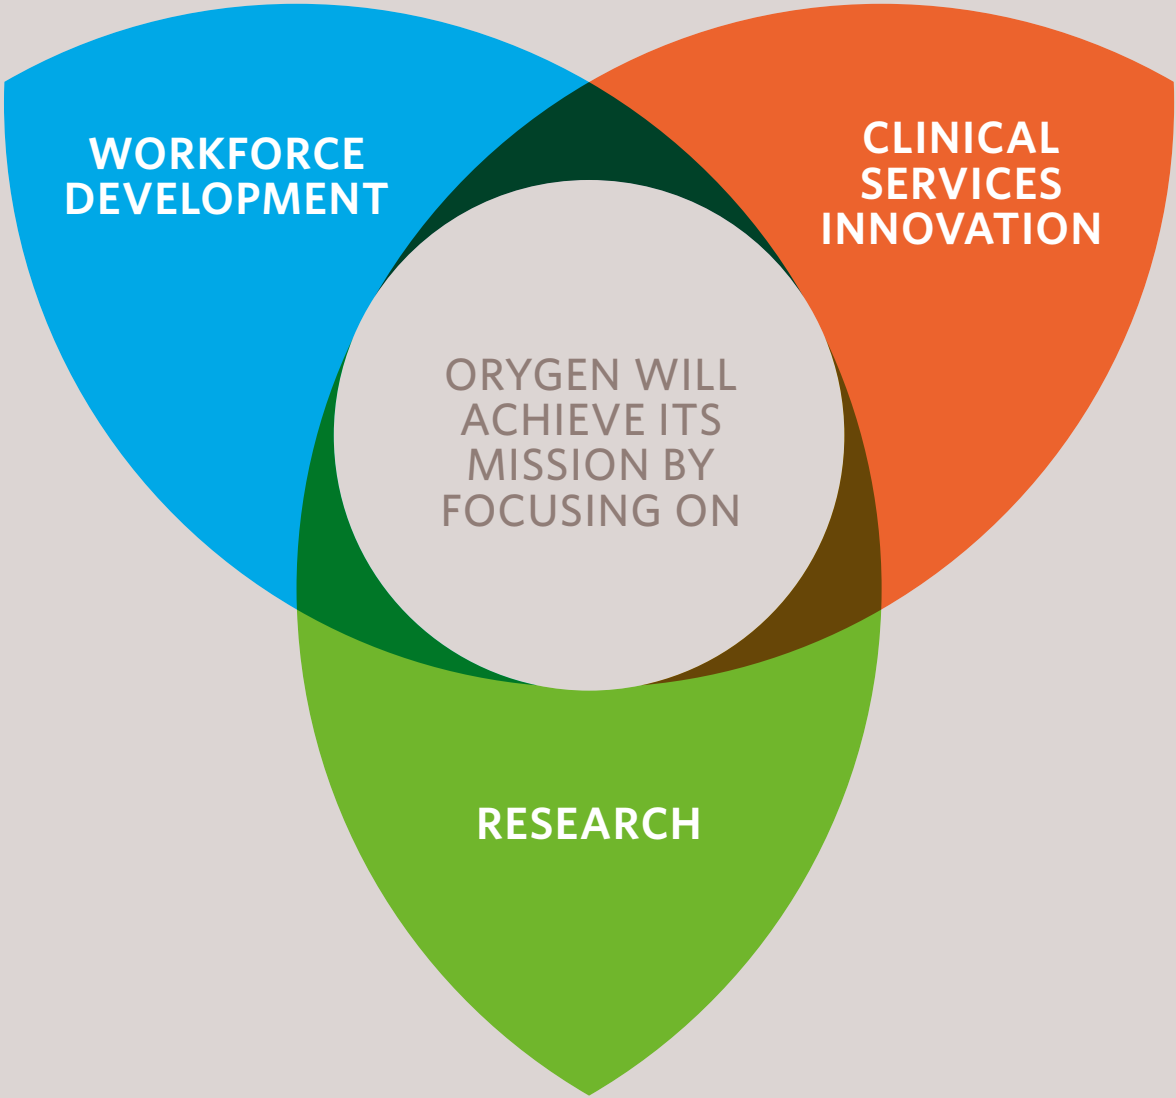 WORKFORCE
DEVELOPMENT
CLINICAL
SERVICES
INNOVATION
ORYGEN WILL
ACHIEVE ITS
MISSION BY
FOCUSING ON
RESEARCH